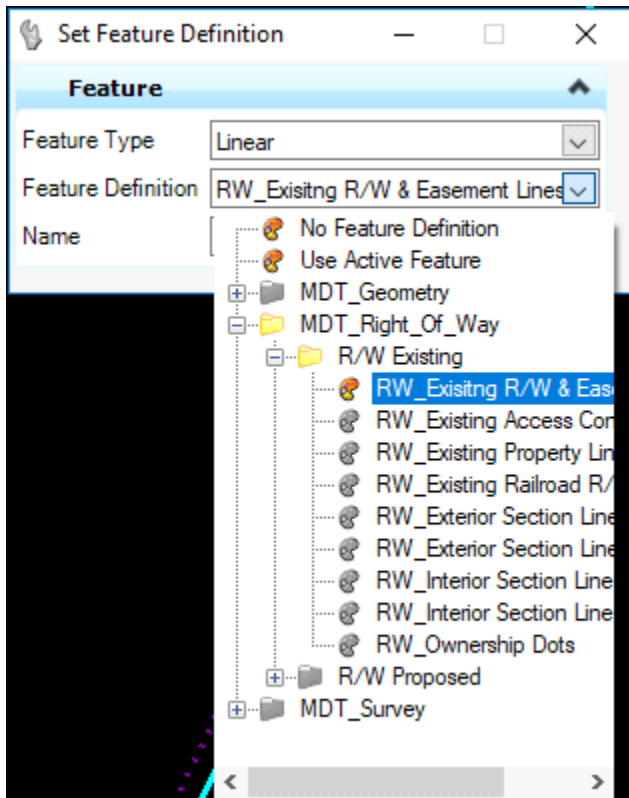 Set Feature Definition
Feature
Feature Type Linear
Feature Definition RW_Exisitng R/W & Easement Lines
Name
No Feature Definition
Use Active Feature
MDT_Geometry
MDT_Right_Of_Way
R/W Existing
RW_Exisitng R/W & Eas
RW_Existing Access Con
RW_Existing Property Lin
RW_Existing Railroad R/
RW_Exterior Section Line
RW_Exterior Section Line
RW_Interior Section Line
RW_Interior Section Line
RW_Ownership Dots
R/W Proposed
MDT_Survey